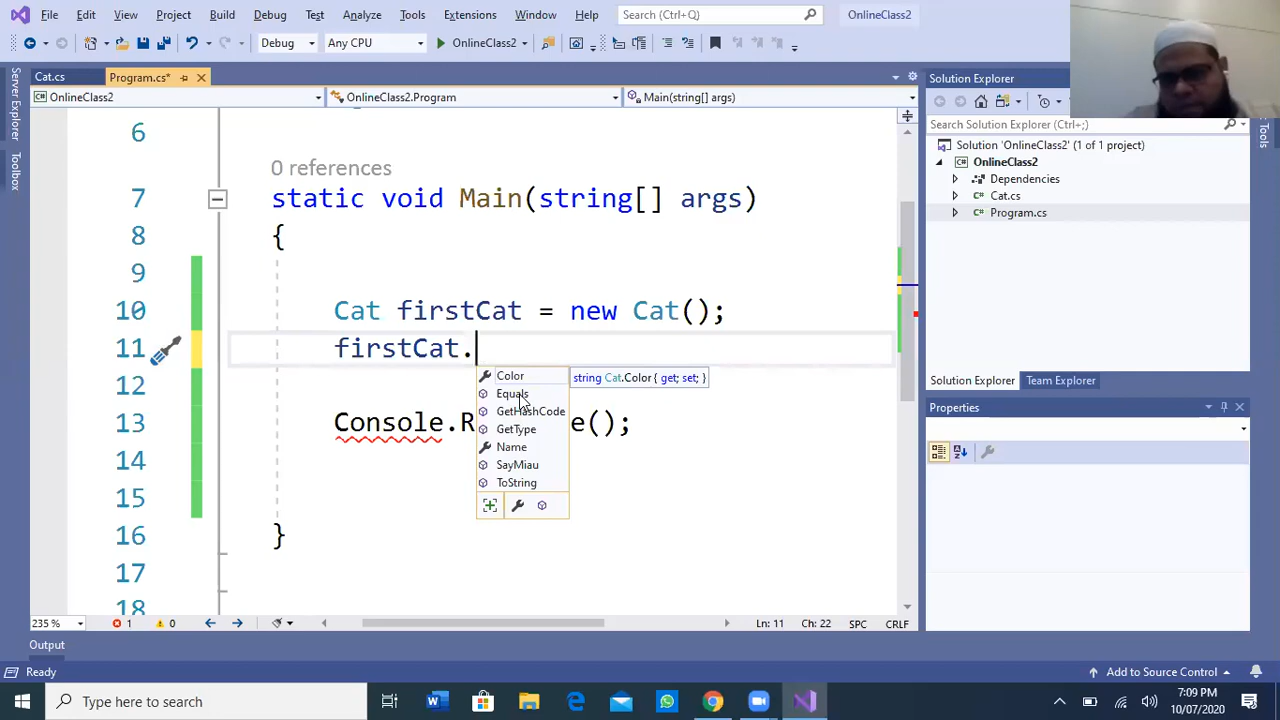 File Edit View Project Build Debug Test Analyze Tools Extensions Window Help Search (Ctrl+Q) OnlineClass2
Debug Any CPU OnlineClass2
Server Explorer
Toolbox
Cat.cs Program.cs*
OnlineClass2 OnlineClass2.Program Main(string[] args)
6
0 references
7 static void Main(string[] args)
8 {
9
10 Cat firstCat = new Cat();
11 firstCat.
Color string Cat.Color { get; set; }
12 Equals
GetHashCode
13 Console.R e();
GetType
Name
14 SayMiau
ToString
15
16 }
17
18
235 % 1 0 Ln: 11 Ch: 22 SPC CRLF
Solution Explorer
Search Solution Explorer (Ctrl+;)
Solution 'OnlineClass2' (1 of 1 project)
OnlineClass2
Dependencies
C# Cat.cs
C# Program.cs
Solution Explorer Team Explorer
Properties
Tools
Output
Ready Add to Source Control
Type here to search
7:09 PM
10/07/2020